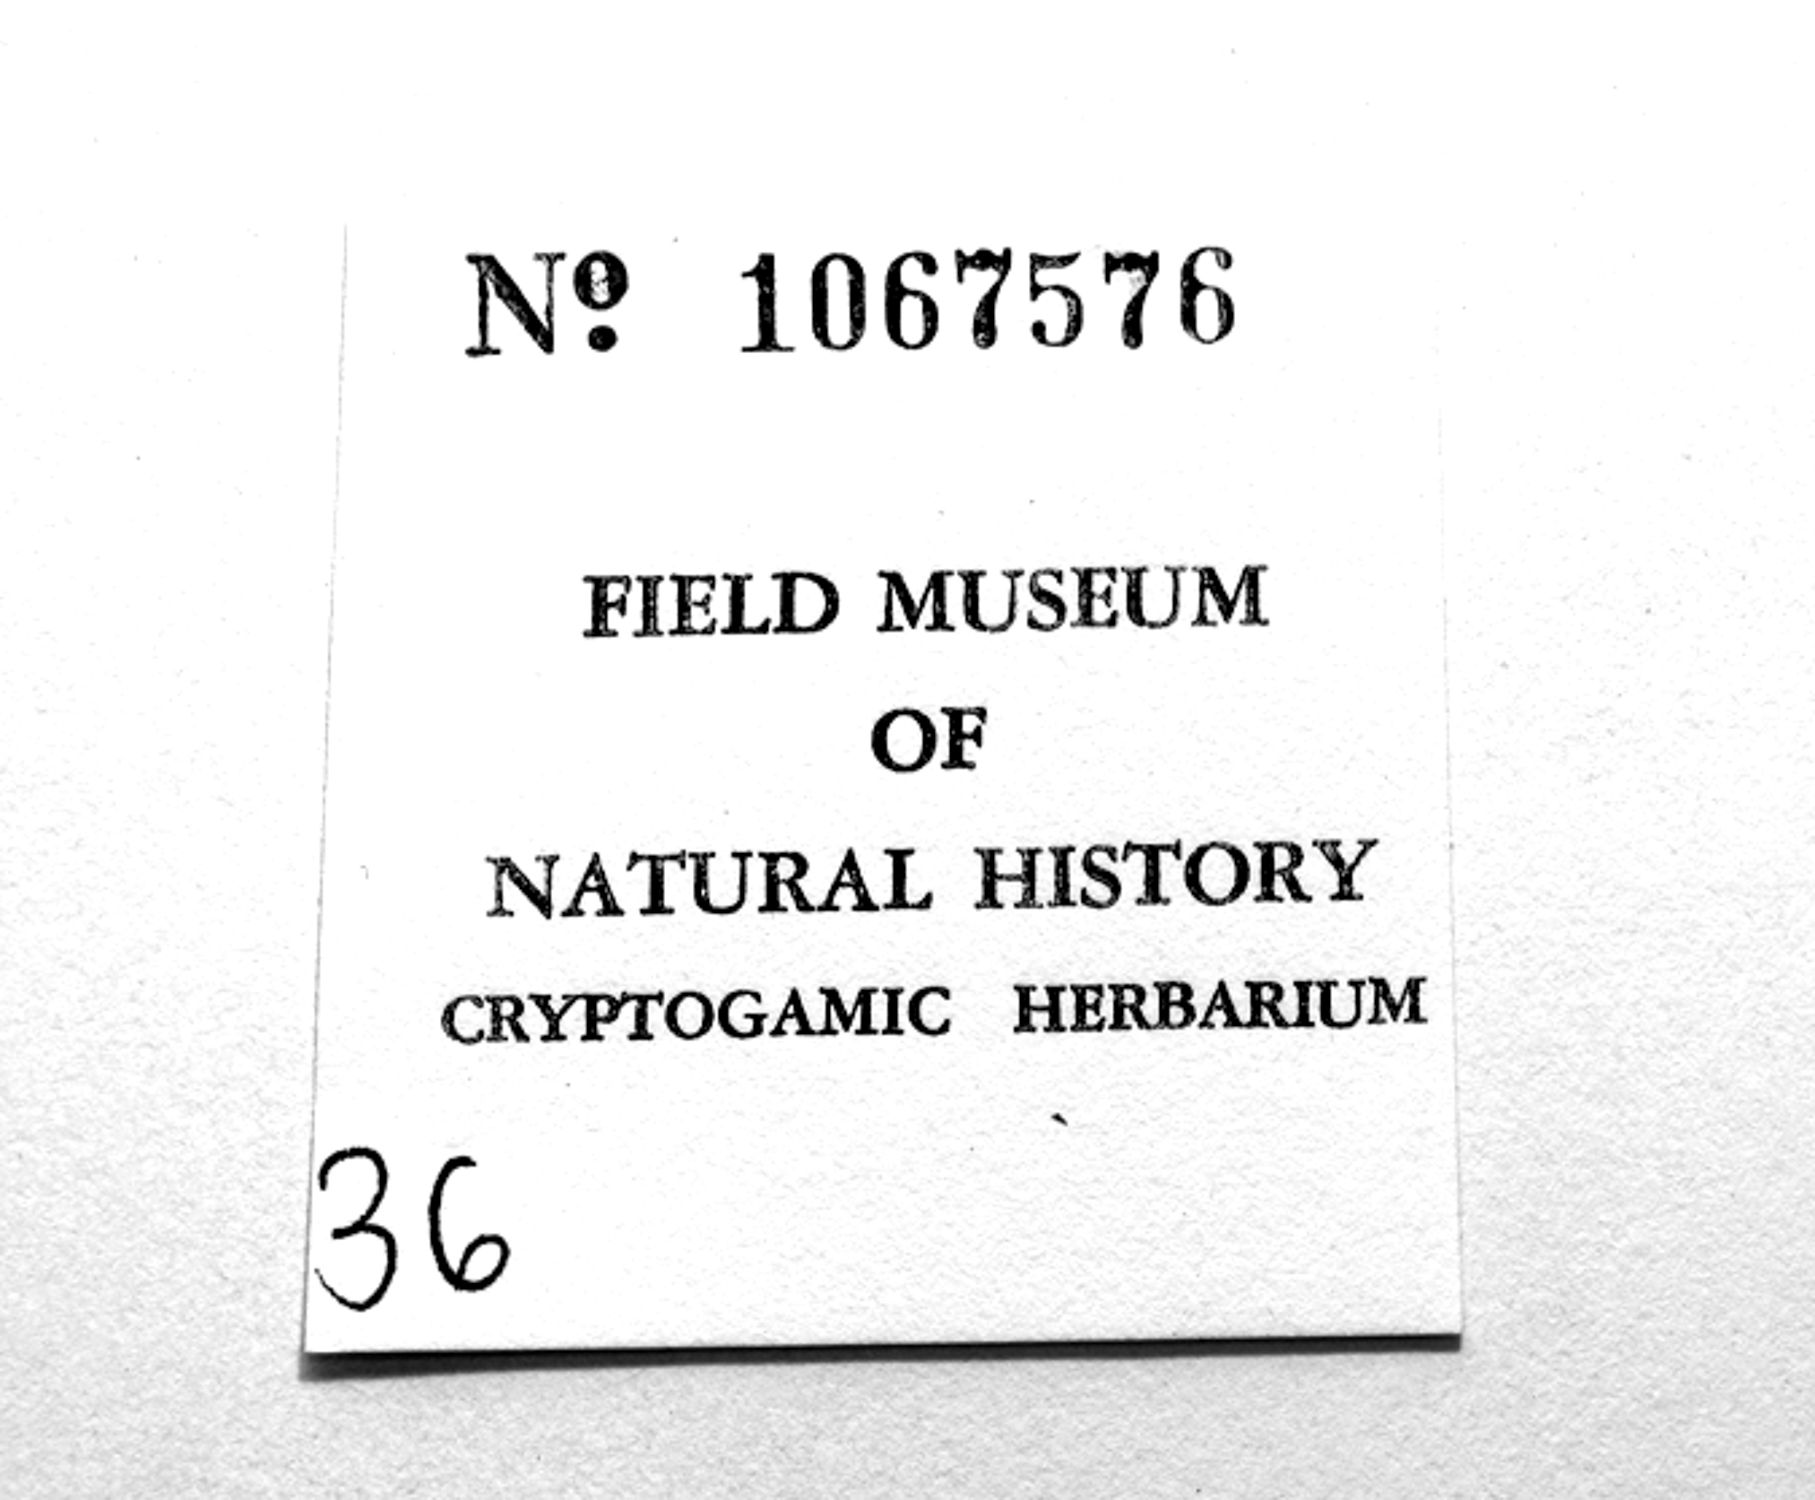 Nº. 1067576
FIELD MUSEUM
OF
NATURAL HISTORY
CRYPTOGAMIC HERBARIUM
36